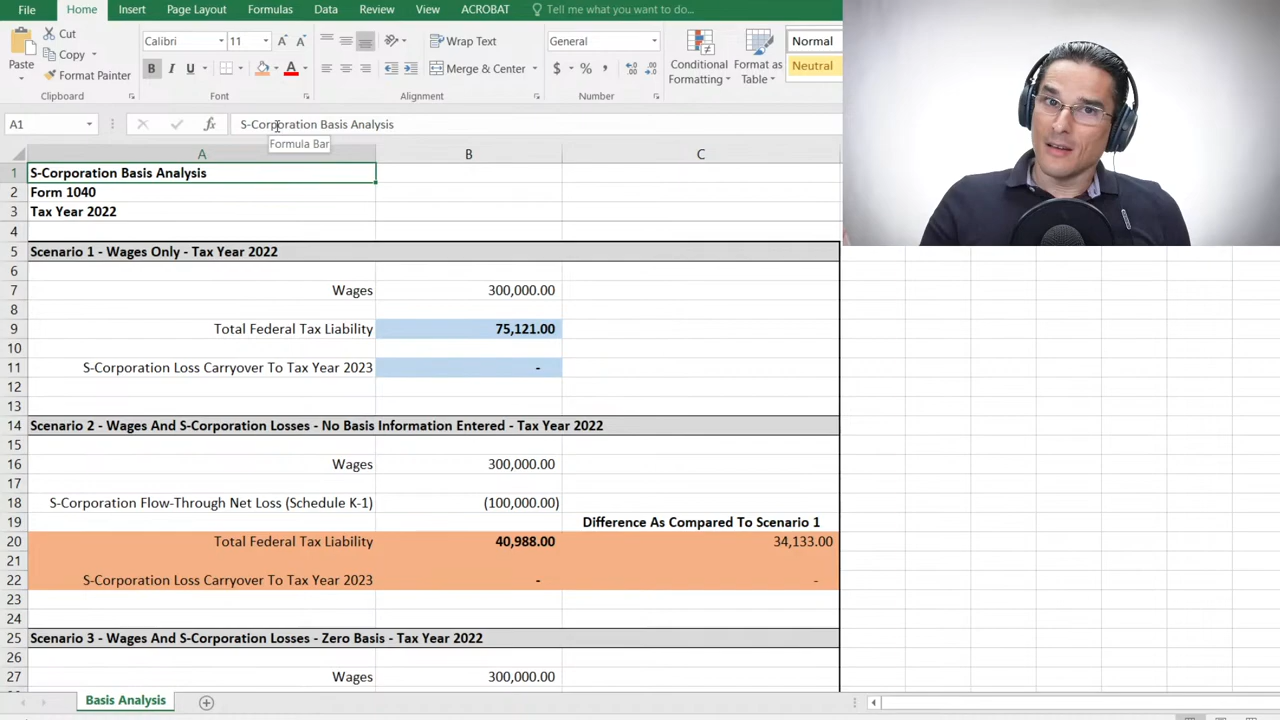 File Home Insert Page Layout Formulas Data Review View ACROBAT Tell me what you want to do...
Paste
Cut
Copy
Format Painter
Clipboard
Calibri 11
B I U
Font
Wrap Text
Merge & Center
Alignment
General
$ % ,
Number
Conditional Formatting
Format as Table
Normal
Neutral
A1 fx S-Corporation Basis Analysis
Formula Bar
A B C
1 S-Corporation Basis Analysis
2 Form 1040
3 Tax Year 2022
4
5 Scenario 1 - Wages Only - Tax Year 2022
6
7 Wages 300,000.00
8
9 Total Federal Tax Liability 75,121.00
10
11 S-Corporation Loss Carryover To Tax Year 2023 -
12
13
14 Scenario 2 - Wages And S-Corporation Losses - No Basis Information Entered - Tax Year 2022
15
16 Wages 300,000.00
17
18 S-Corporation Flow-Through Net Loss (Schedule K-1) (100,000.00)
19 Difference As Compared To Scenario 1
20 Total Federal Tax Liability 40,988.00 34,133.00
21
22 S-Corporation Loss Carryover To Tax Year 2023 - -
23
24
25 Scenario 3 - Wages And S-Corporation Losses - Zero Basis - Tax Year 2022
26
27 Wages 300,000.00
Basis Analysis